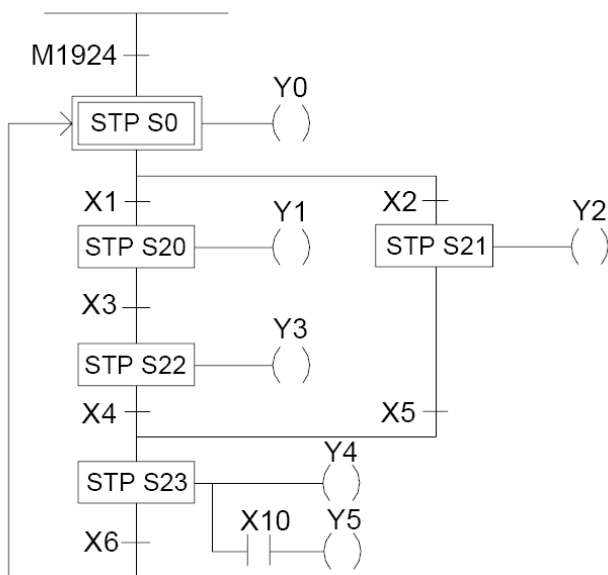 M1924
Y0
STP S0
X1
Y1
X2
Y2
STP S20
STP S21
X3
Y3
STP S22
X4
X5
Y4
STP S23
X10
Y5
X6